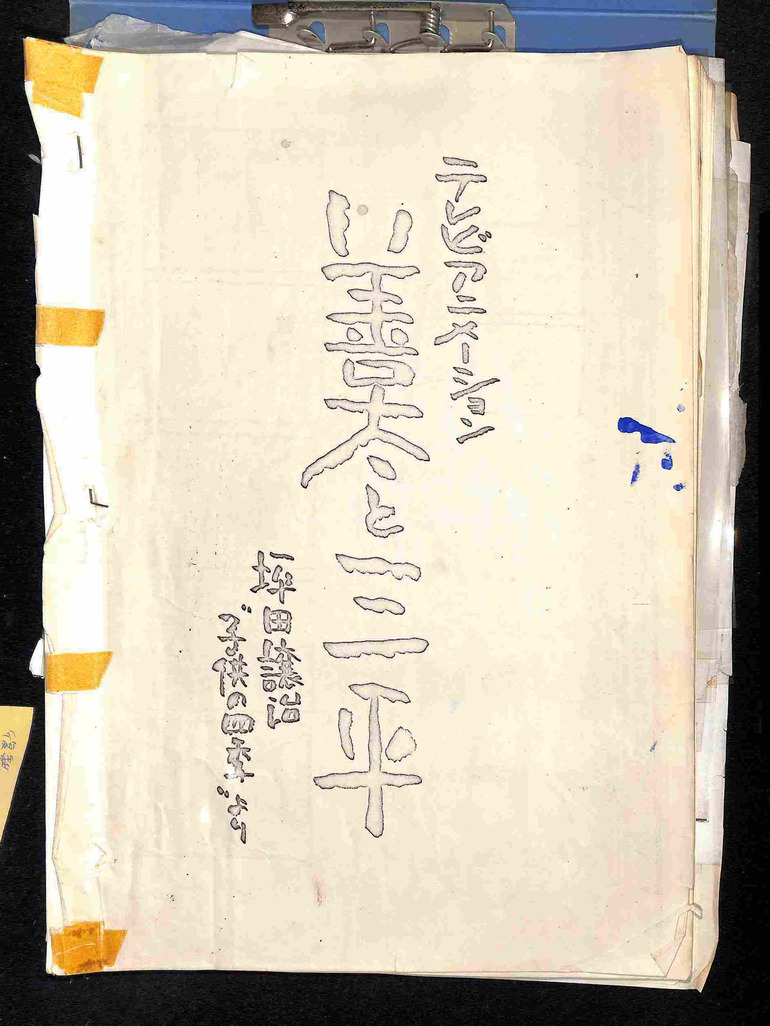 テレビアニメーション
善太と三平
坪田譲治
“子供の四季”より